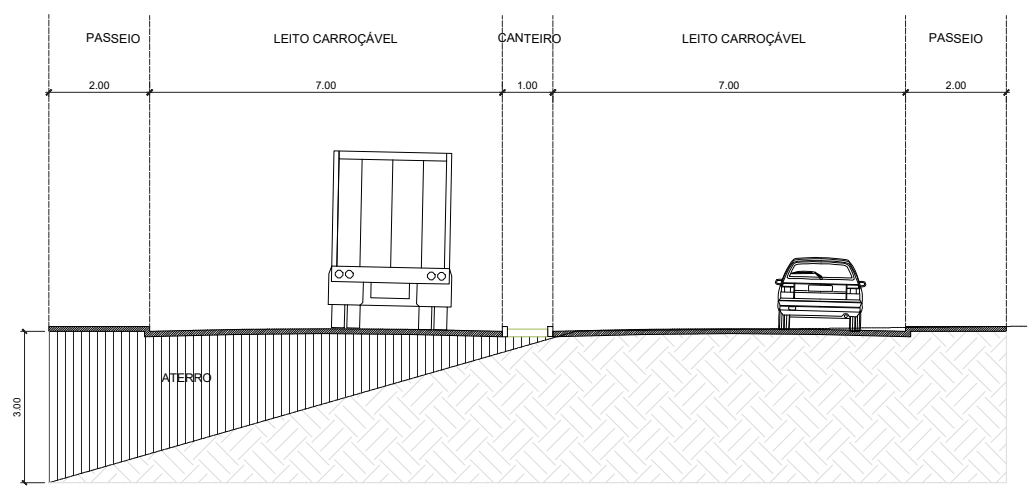 PASSEIO LEITO CARROÇÁVEL CANTEIRO LEITO CARROÇÁVEL PASSEIO
2.00 7.00 1.00 7.00 2.00
ATERRO
3.00